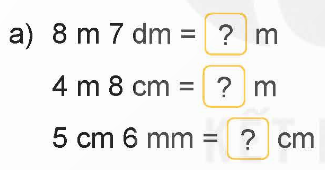 a) 8 m 7 dm = ? m
4 m 8 cm = ? m
5 cm 6 mm = ? cm